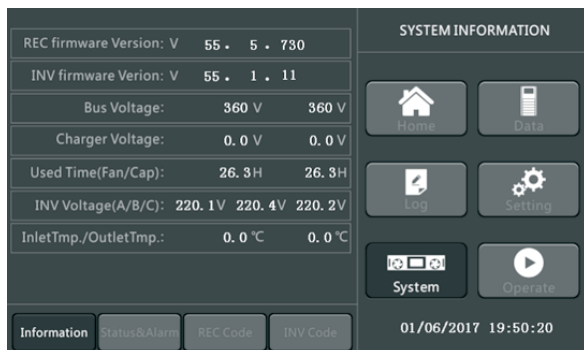 SYSTEM INFORMATION
REC firmware Version: V 55. 5. 730
INV firmware Verion: V 55. 1. 11
Bus Voltage: 360 V 360 V
Charger Voltage: 0.0 V 0.0 V
Used Time(Fan/Cap): 26.3H 26.3H
INV Voltage(A/B/C): 220.1V 220.4V 220.2V
InletTmp./OutletTmp.: 0.0 ℃ 0.0 ℃
Home Data
Log Setting
System Operate
Information Status&Alarm REC Code INV Code
01/06/2017 19:50:20